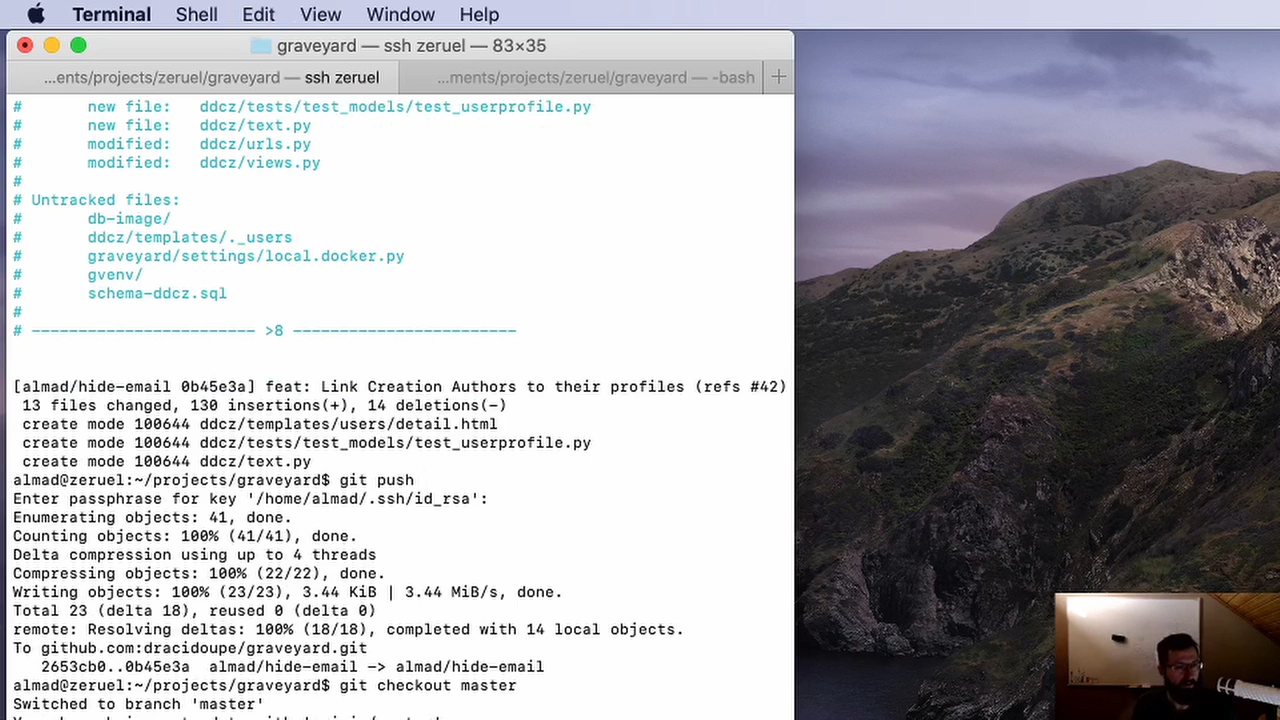 Terminal Shell Edit View Window Help
graveyard — ssh zeruel — 83×35
...ents/projects/zeruel/graveyard — ssh zeruel ...ments/projects/zeruel/graveyard — -bash +
# new file: ddcz/tests/test_models/test_userprofile.py
# new file: ddcz/text.py
# modified: ddcz/urls.py
# modified: ddcz/views.py
#
# Untracked files:
# db-image/
# ddcz/templates/._users
# graveyard/settings/local.docker.py
# gvenv/
# schema-ddcz.sql
#
# ------------------------ >8 ------------------------
[almad/hide-email 0b45e3a] feat: Link Creation Authors to their profiles (refs #42)
13 files changed, 130 insertions(+), 14 deletions(-)
create mode 100644 ddcz/templates/users/detail.html
create mode 100644 ddcz/tests/test_models/test_userprofile.py
create mode 100644 ddcz/text.py
almad@zeruel:~/projects/graveyard$ git push
Enter passphrase for key '/home/almad/.ssh/id_rsa':
Enumerating objects: 41, done.
Counting objects: 100% (41/41), done.
Delta compression using up to 4 threads
Compressing objects: 100% (22/22), done.
Writing objects: 100% (23/23), 3.44 KiB | 3.44 MiB/s, done.
Total 23 (delta 18), reused 0 (delta 0)
remote: Resolving deltas: 100% (18/18), completed with 14 local objects.
To github.com:dracidoupe/graveyard.git
2653cb0..0b45e3a almad/hide-email -> almad/hide-email
almad@zeruel:~/projects/graveyard$ git checkout master
Switched to branch 'master'